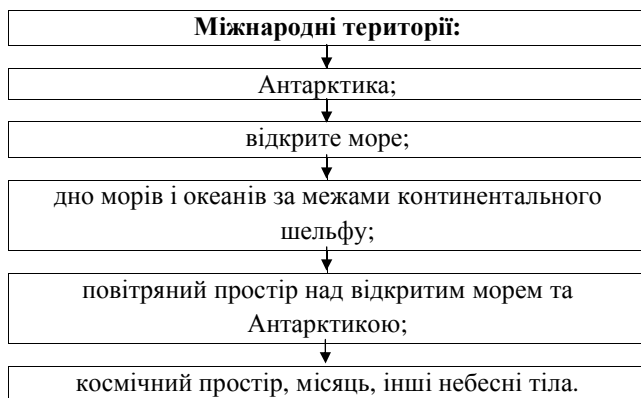 Міжнародні території:
Антарктика;
відкрите море;
дно морів і океанів за межами континентального
шельфу;
повітряний простір над відкритим морем та
Антарктикою;
космічний простір, місяць, інші небесні тіла.